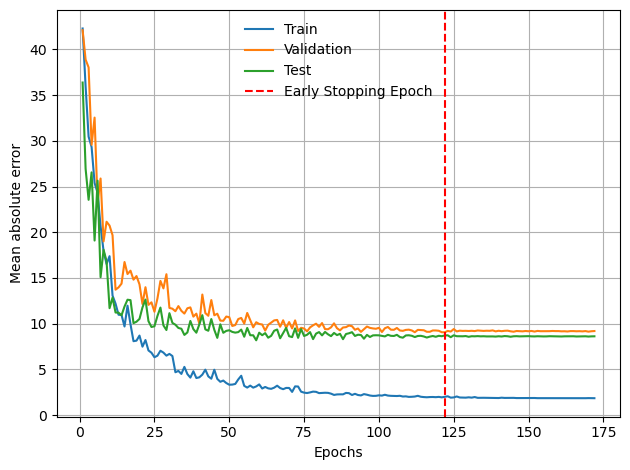 Train
Validation
Test
Early Stopping Epoch
Mean absolute error
40
35
30
25
20
15
10
5
0
0 25 50 75 100 125 150 175
Epochs